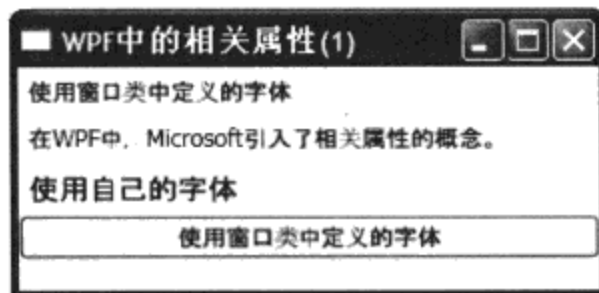 WPF中的相关属性(1)
使用窗口类中定义的字体
在WPF中，Microsoft引入了相关属性的概念。
使用自己的字体
使用窗口类中定义的字体